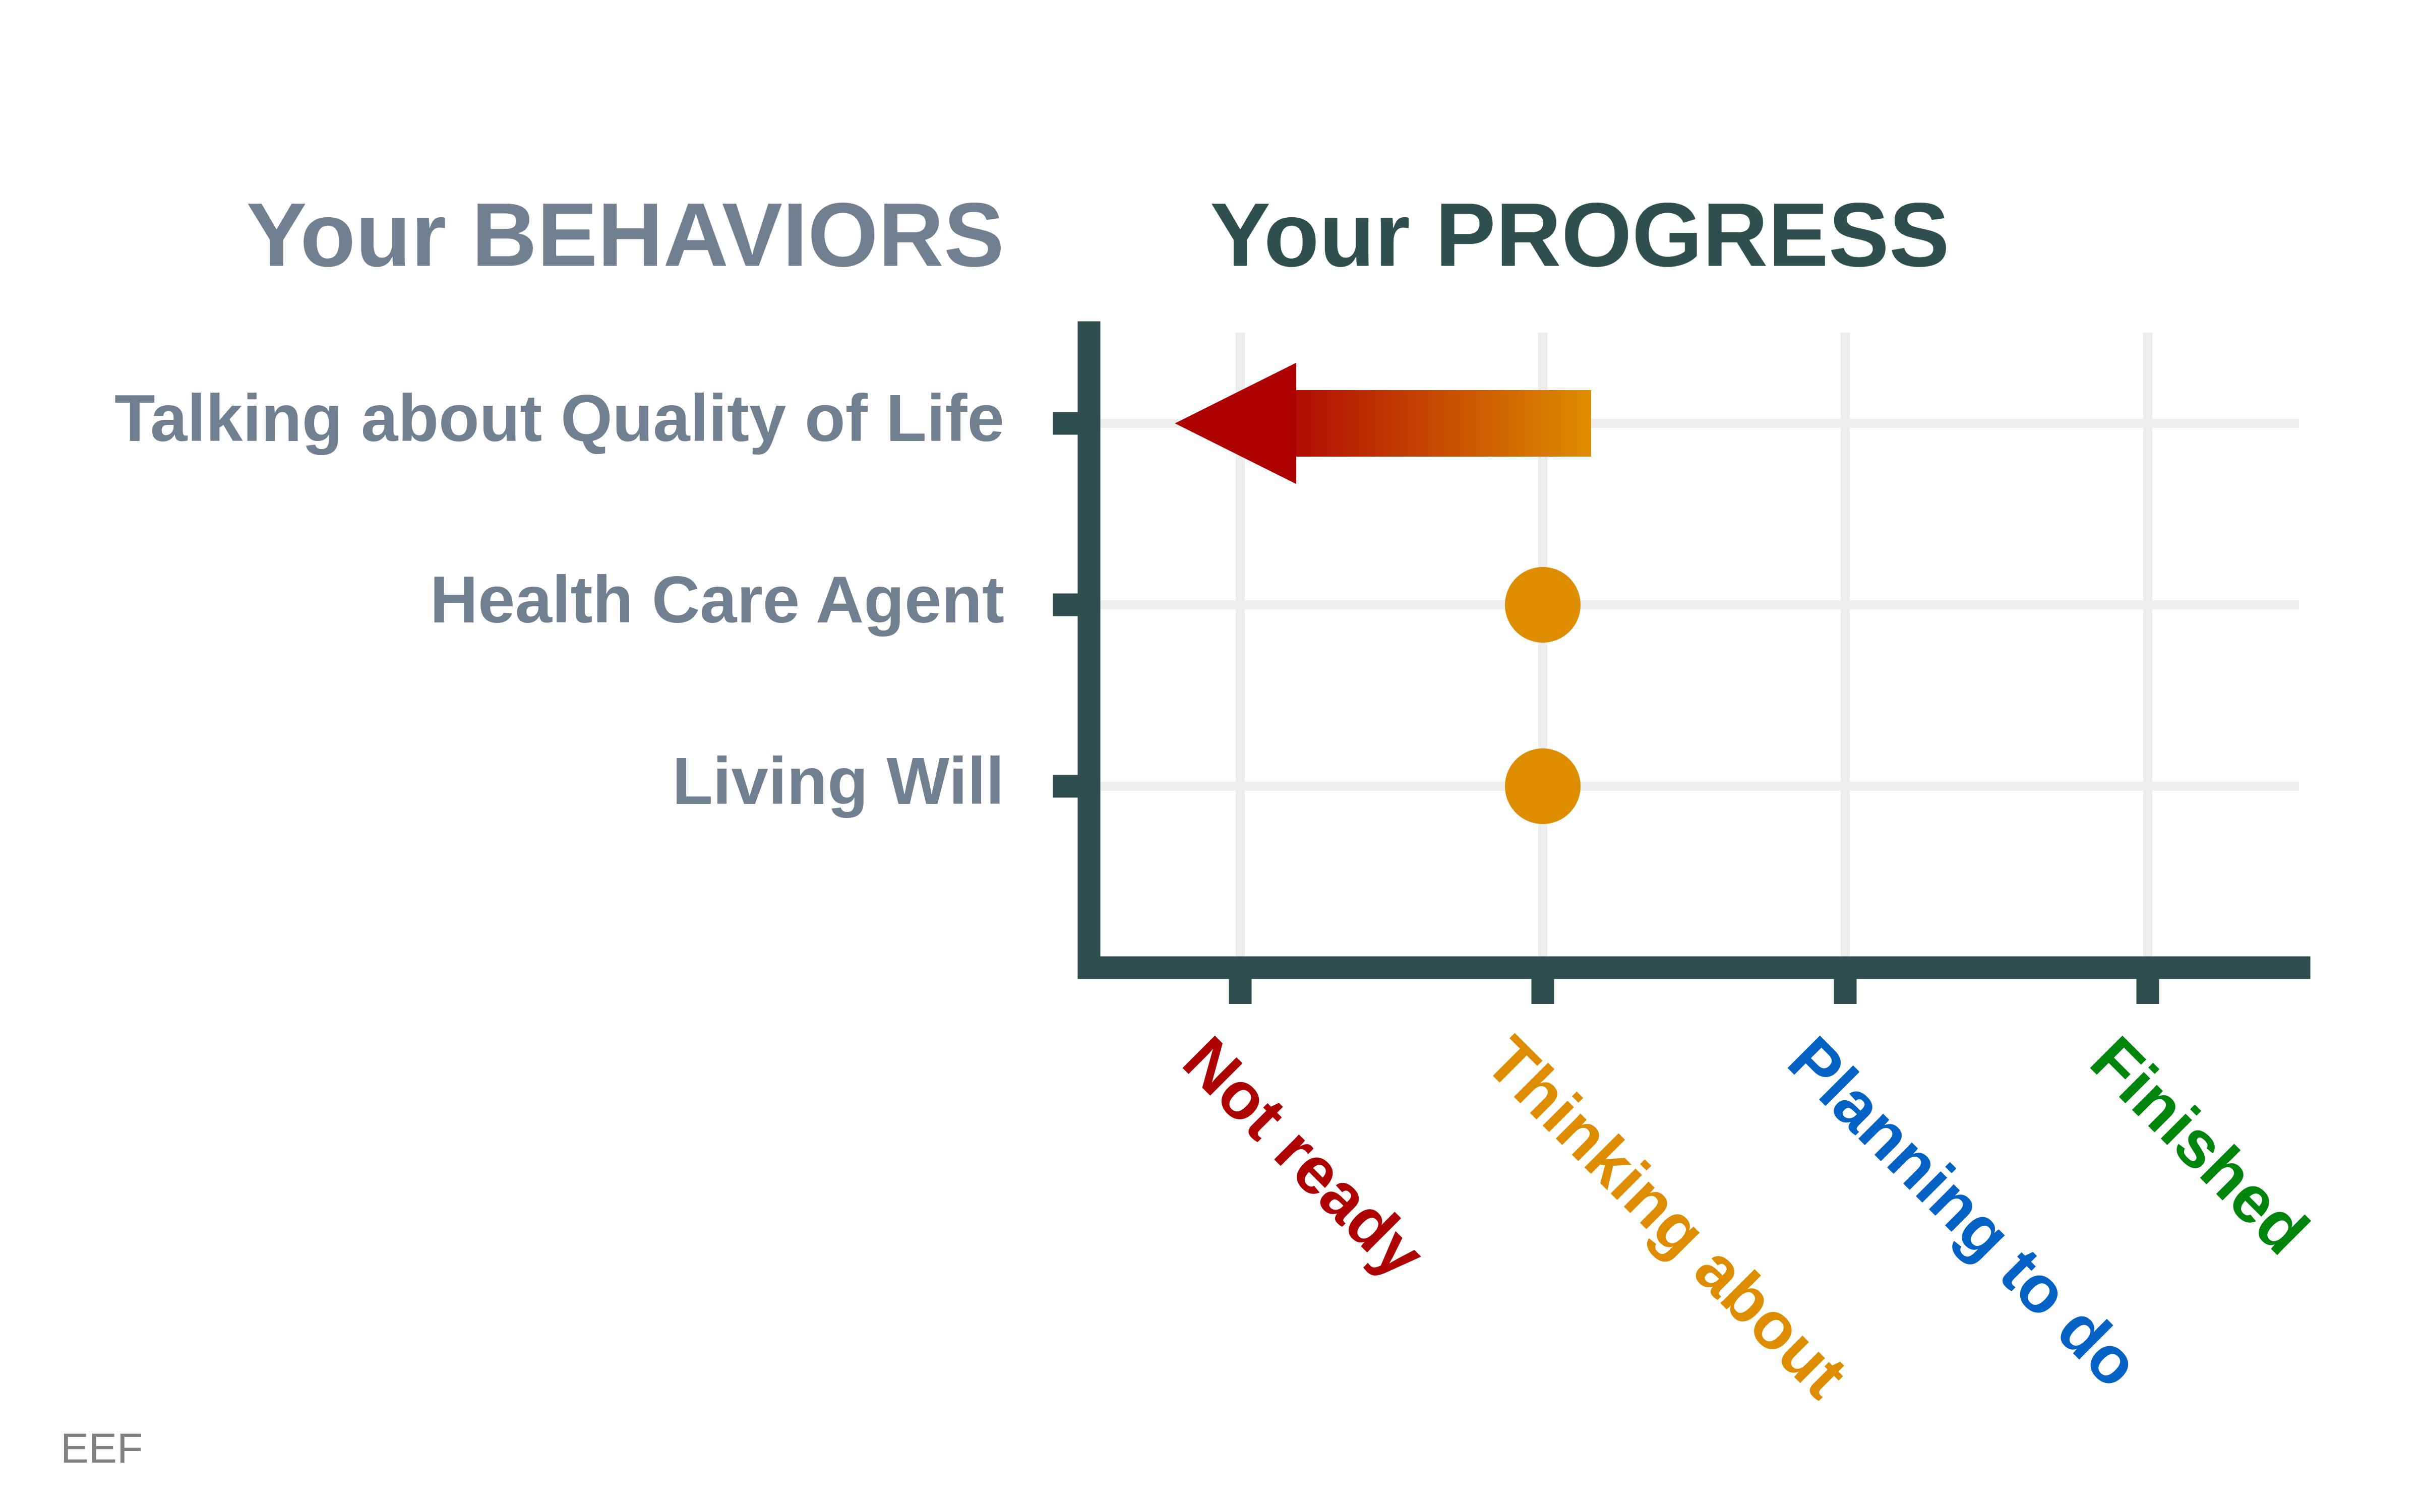 Your BEHAVIORS
Your PROGRESS
Talking about Quality of Life
Health Care Agent
Living Will
Not ready
Thinking about
Planning to do
Finished
EEF